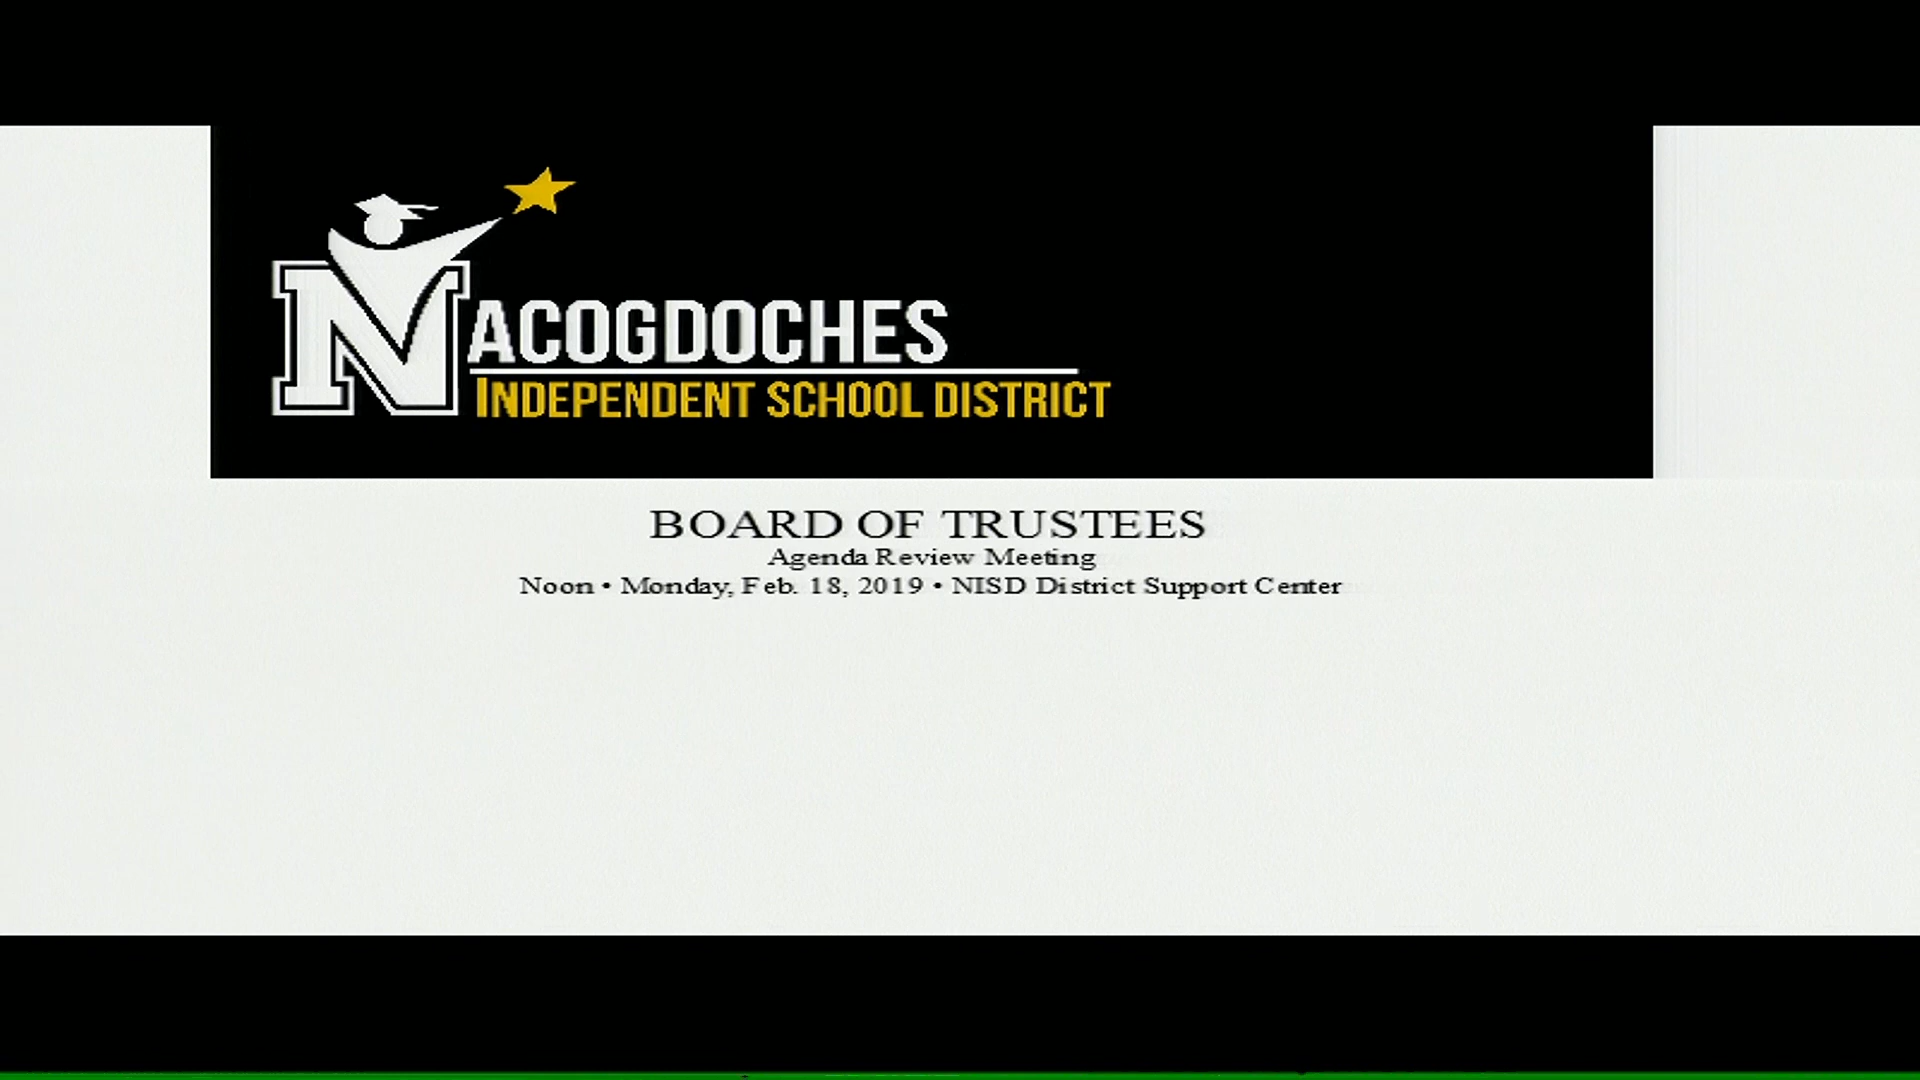 NACOGDOCHES
INDEPENDENT SCHOOL DISTRICT
BOARD OF TRUSTEES
Agenda Review Meeting
Noon • Monday, Feb. 18, 2019 • NISD District Support Center